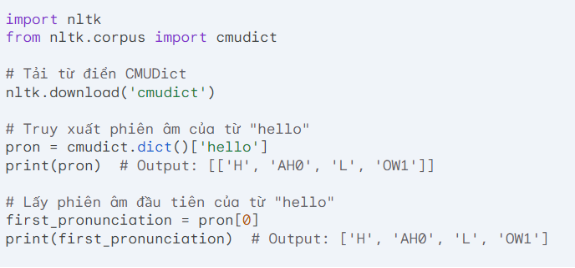 import nltk
from nltk.corpus import cmudict
# Tải từ điển CMUDict
nltk.download('cmudict')
# Truy xuất phiên âm của từ "hello"
pron = cmudict.dict()['hello']
print(pron)  # Output: [['H', 'AH0', 'L', 'OW1']]
# Lấy phiên âm đầu tiên của từ "hello"
first_pronunciation = pron[0]
print(first_pronunciation)  # Output: ['H', 'AH0', 'L', 'OW1']